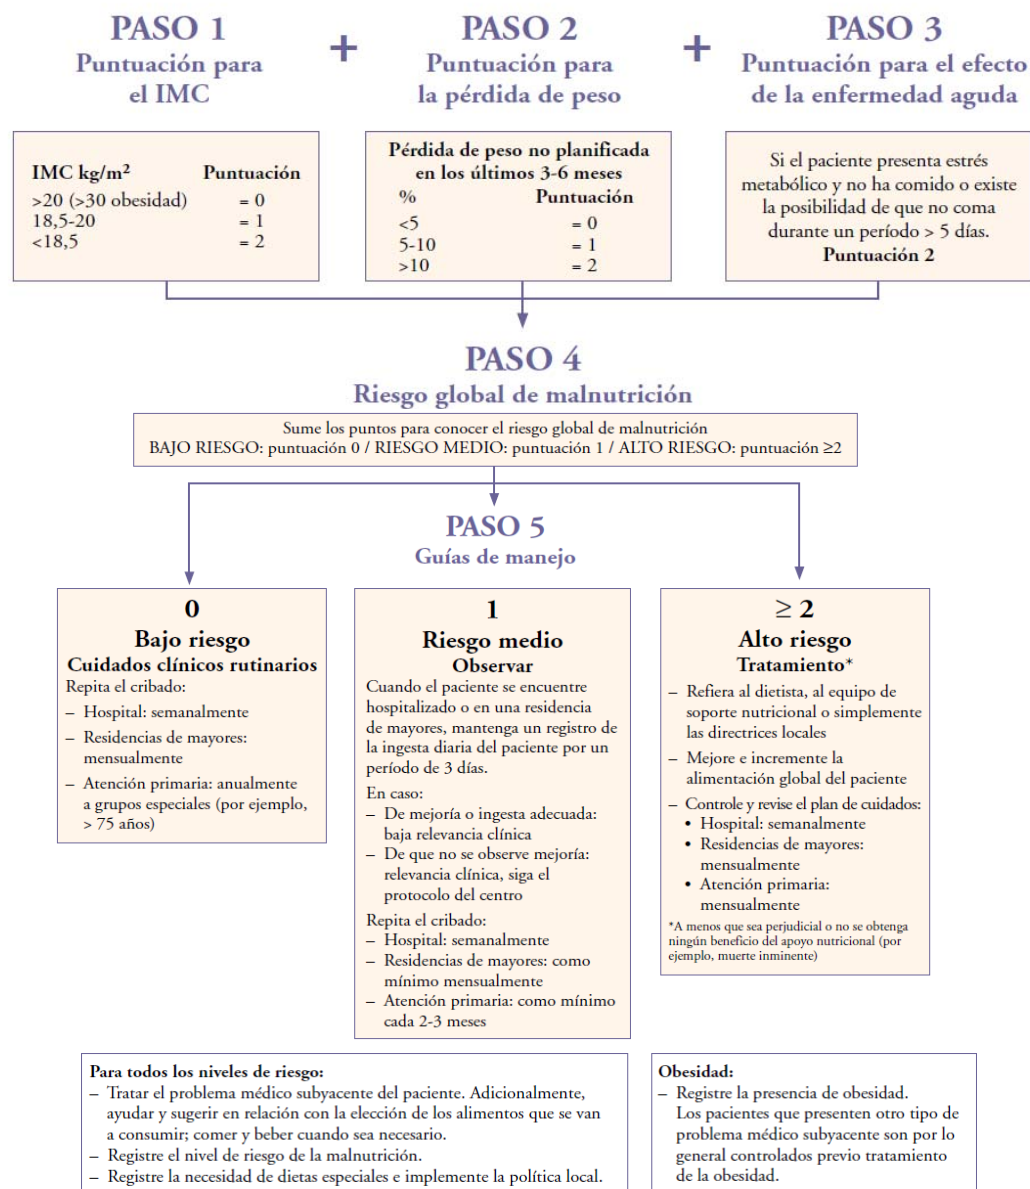 PASO 1
Puntuación para
el IMC
+
PASO 2
Puntuación para
la pérdida de peso
+
PASO 3
Puntuación para el efecto
de la enfermedad aguda
IMC kg/m² Puntuación
>20 (>30 obesidad) = 0
18,5-20 = 1
<18,5 = 2
Pérdida de peso no planificada
en los últimos 3-6 meses
% Puntuación
<5 = 0
5-10 = 1
>10 = 2
Si el paciente presenta estrés
metabólico y no ha comido o existe
la posibilidad de que no coma
durante un período > 5 días.
Puntuación 2
PASO 4
Riesgo global de malnutrición
Sume los puntos para conocer el riesgo global de malnutrición
BAJO RIESGO: puntuación 0 / RIESGO MEDIO: puntuación 1 / ALTO RIESGO: puntuación ≥2
PASO 5
Guías de manejo
0
Bajo riesgo
Cuidados clínicos rutinarios
Repita el cribado:
– Hospital: semanalmente
– Residencias de mayores:
mensualmente
– Atención primaria: anualmente
a grupos especiales (por ejemplo,
> 75 años)
1
Riesgo medio
Observar
Cuando el paciente se encuentre
hospitalizado o en una residencia
de mayores, mantenga un registro de
la ingesta diaria del paciente por un
período de 3 días.
En caso:
– De mejoría o ingesta adecuada:
baja relevancia clínica
– De que no se observe mejoría:
relevancia clínica, siga el
protocolo del centro
Repita el cribado:
– Hospital: semanalmente
– Residencias de mayores: como
mínimo mensualmente
– Atención primaria: como mínimo
cada 2-3 meses
≥ 2
Alto riesgo
Tratamiento*
– Refiera al dietista, al equipo de
soporte nutricional o simplemente
las directrices locales
– Mejore e incremente la
alimentación global del paciente
– Controle y revise el plan de cuidados:
• Hospital: semanalmente
• Residencias de mayores:
mensualmente
• Atención primaria:
mensualmente
*A menos que sea perjudicial o no se obtenga
ningún beneficio del apoyo nutricional (por
ejemplo, muerte inminente)
Para todos los niveles de riesgo:
– Tratar el problema médico subyacente del paciente. Adicionalmente,
ayudar y sugerir en relación con la elección de los alimentos que se van
a consumir; comer y beber cuando sea necesario.
– Registre el nivel de riesgo de la malnutrición.
– Registre la necesidad de dietas especiales e implemente la política local.
Obesidad:
– Registre la presencia de obesidad.
Los pacientes que presenten otro tipo de
problema médico subyacente son por lo
general controlados previo tratamiento
de la obesidad.